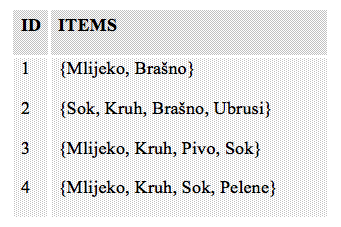 ID ITEMS
1 {Mlijeko, Brašno}
2 {Sok, Kruh, Brašno, Ubrusi}
3 {Mlijeko, Kruh, Pivo, Sok}
4 {Mlijeko, Kruh, Sok, Pelene}